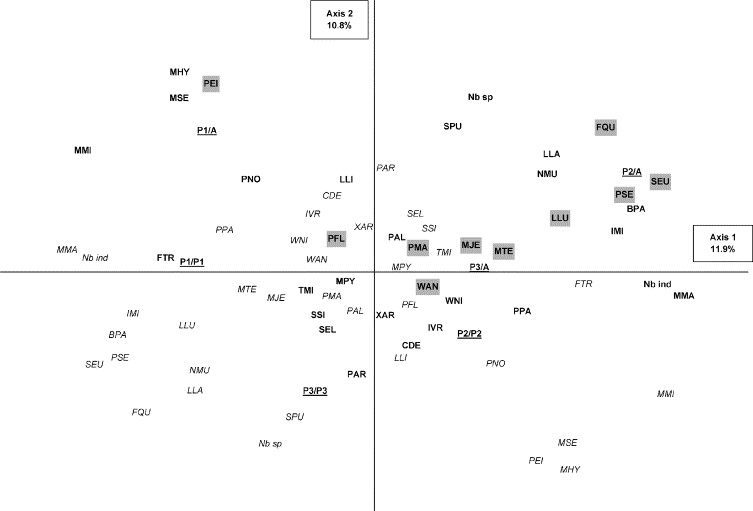 Axis 2
10.8%
MHY
PEI
MSE
Nb sp
P1/A
SPU
FQU
MMI
LLA
PAR
NMU
P2/A
PNO
LLI
SEU
CDE
PSE
BPA
IVR
SEL
LLU
XAR
PPA
SSI
IMI
WNI
PFL
PAL
Axis 1
11.9%
MMA
Nb ind
FTR
P1/P1
WAN
PMA
TMI
MJE
MTE
MPY
P3/A
MTE
MJE
TMI
MPY
PMA
WAN
FTR
Nb ind
MMA
WNI
PFL
IMI
SSI
PAL
XAR
PPA
LLU
SEL
IVR
P2/P2
BPA
CDE
SEU
PSE
LLI
PNO
NMU
PAR
LLA
P3/P3
MMI
FQU
SPU
Nb sp
MSE
PEI
MHY